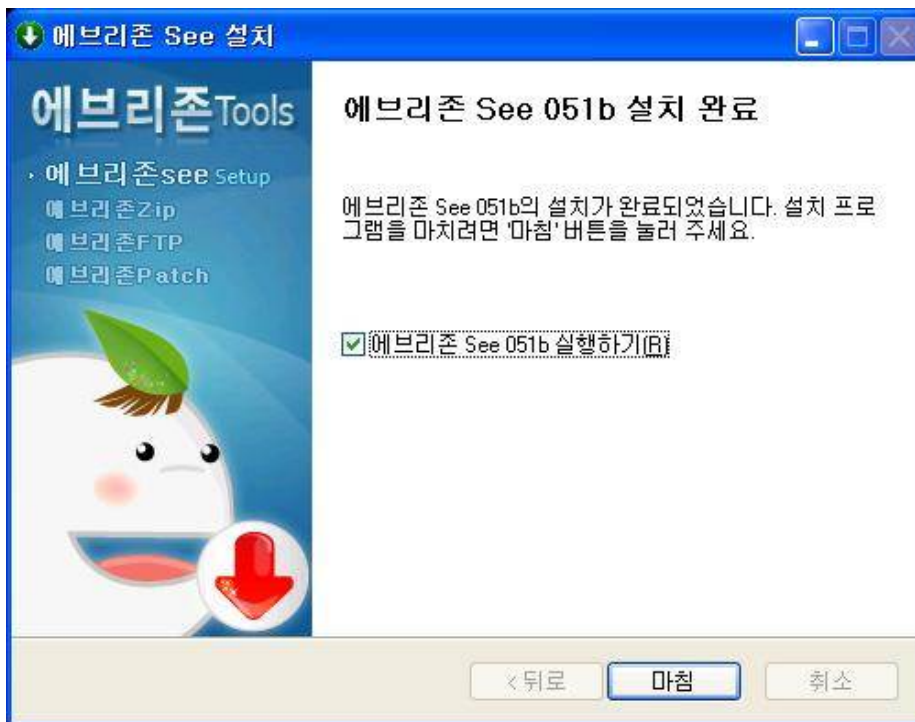 에브리존 See 설치
에브리존Tools
에브리존see Setup
에브리존Zip
에브리존FTP
에브리존Patch
에브리존 See 051b 설치 완료
에브리존 See 051b의 설치가 완료되었습니다. 설치 프로
그램을 마치려면 '마침' 버튼을 눌러 주세요.
에브리존 See 051b 실행하기(R)
< 뒤로
마침
취소